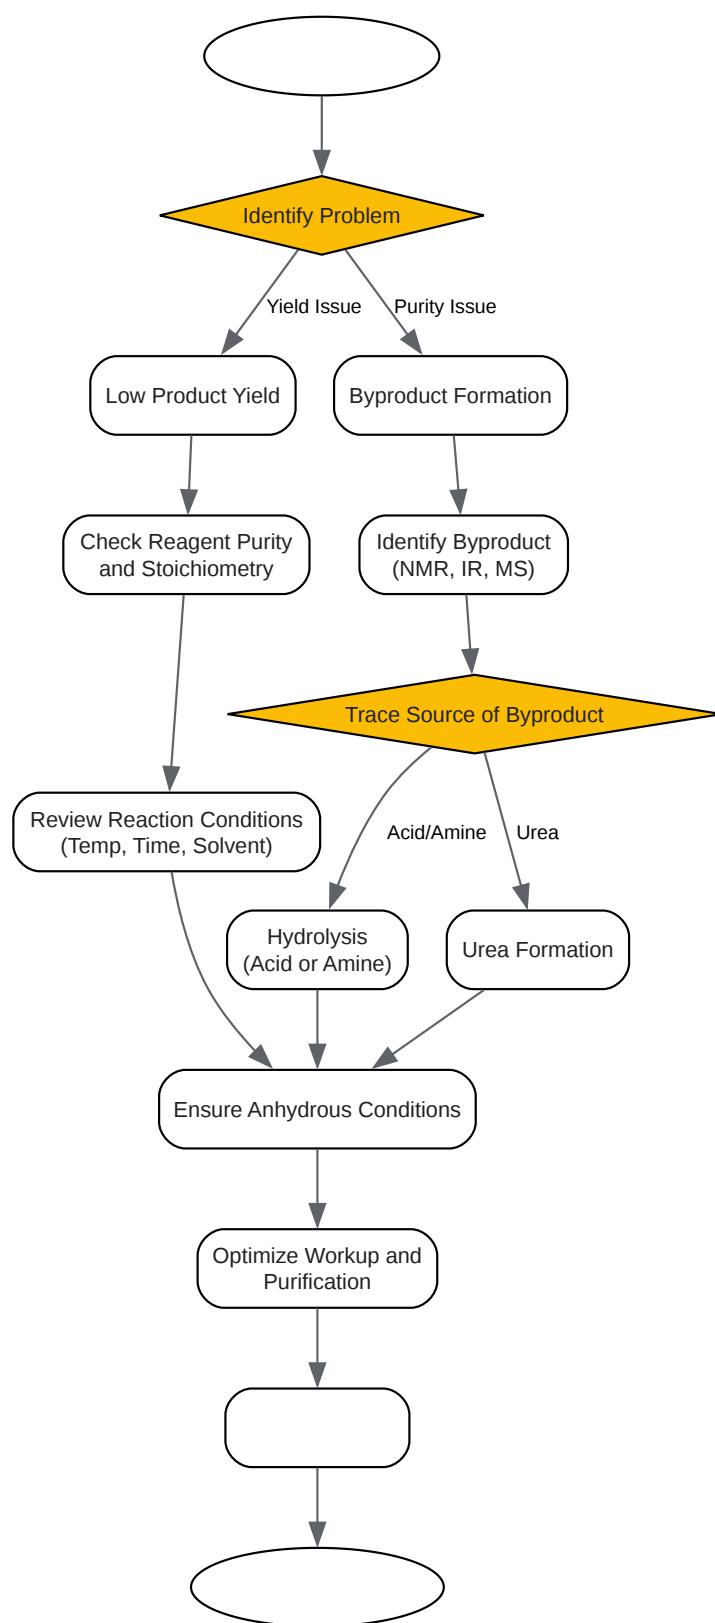 Identify Problem
Yield Issue
Purity Issue
Low Product Yield
Byproduct Formation
Check Reagent Purity
and Stoichiometry
Identify Byproduct
(NMR, IR, MS)
Trace Source of Byproduct
Review Reaction Conditions
(Temp, Time, Solvent)
Acid/Amine
Urea
Hydrolysis
(Acid or Amine)
Urea Formation
Ensure Anhydrous Conditions
Optimize Workup and
Purification